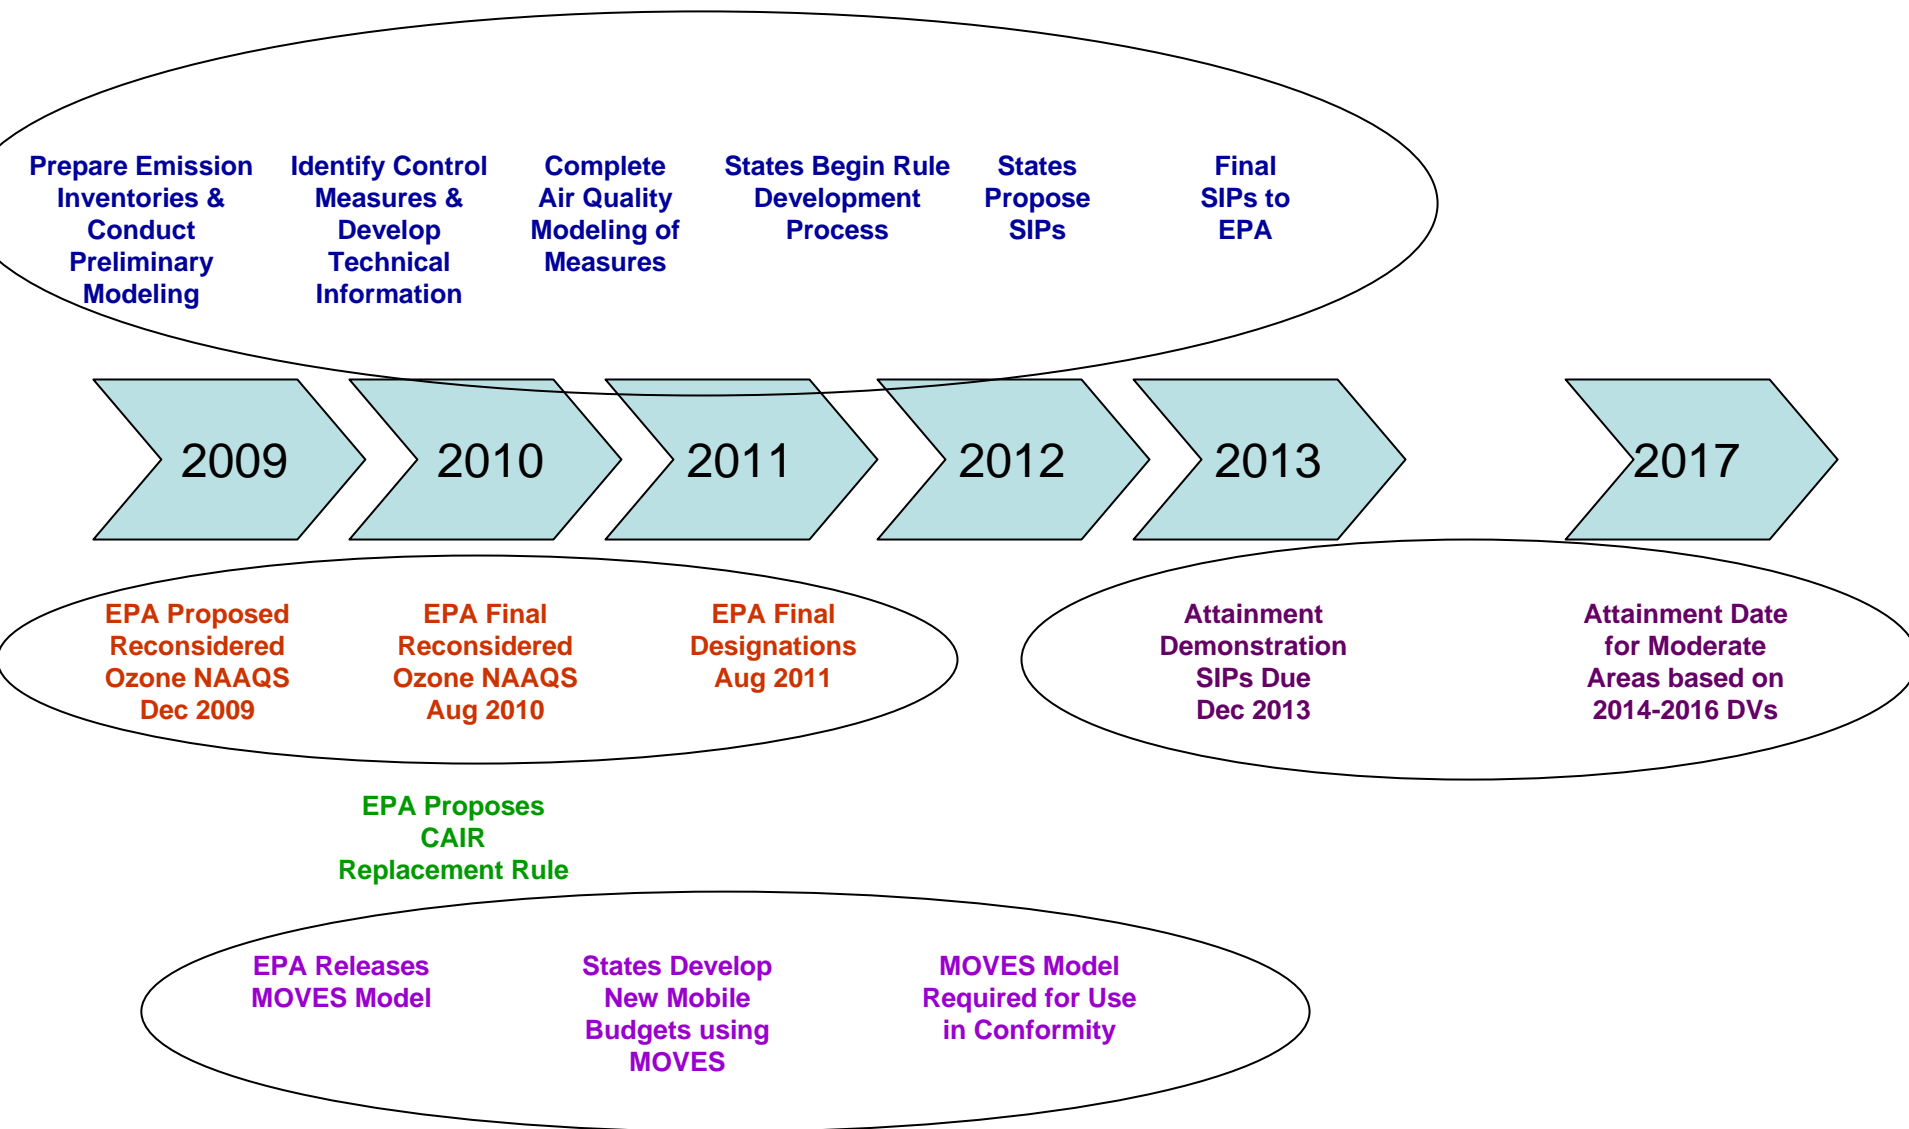 Prepare Emission
Inventories &
Conduct
Preliminary
Modeling
Identify Control
Measures &
Develop
Technical
Information
Complete
Air Quality
Modeling of
Measures
States Begin Rule
Development
Process
States
Propose
SIPs
Final
SIPs to
EPA
2009
2010
2011
2012
2013
2017
EPA Proposed
Reconsidered
Ozone NAAQS
Dec 2009
EPA Final
Reconsidered
Ozone NAAQS
Aug 2010
EPA Final
Designations
Aug 2011
Attainment
Demonstration
SIPs Due
Dec 2013
Attainment Date
for Moderate
Areas based on
2014-2016 DVs
EPA Proposes
CAIR
Replacement Rule
EPA Releases
MOVES Model
States Develop
New Mobile
Budgets using
MOVES
MOVES Model
Required for Use
in Conformity